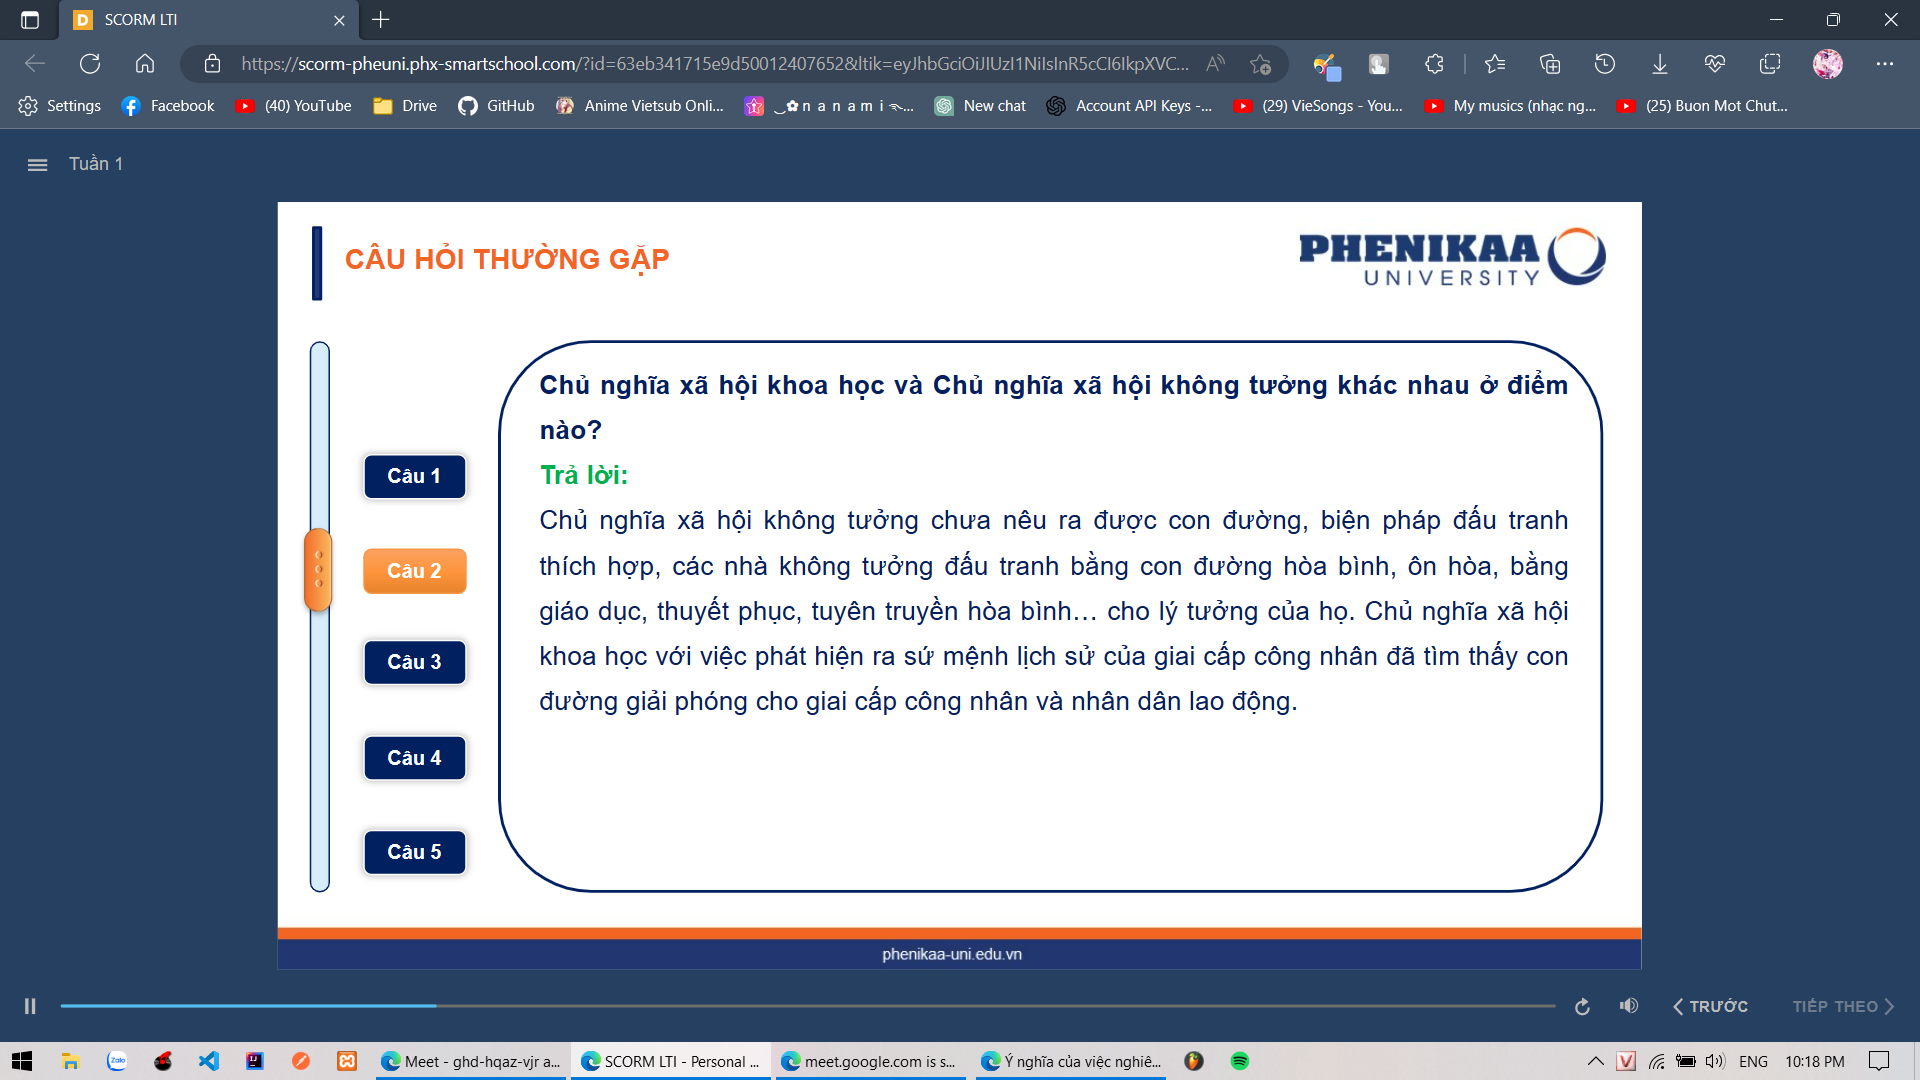 SCORM LTI
https://scorm-pheuni.phx-smartschool.com/?id=63eb341715e9d50012407652&ltik=eyJhbGciOiJIUzI1NiIsInR5cCI6IkpXVC...
Settings Facebook (40) YouTube Drive GitHub Anime Vietsub Onli... n a n a m i ... New chat Account API Keys -... (29) VieSongs - You... My musics (nhạc ng... (25) Buon Mot Chut...
Tuần 1
CÂU HỎI THƯỜNG GẶP
PHENIKAA
UNIVERSITY
Câu 1
Câu 2
Câu 3
Câu 4
Câu 5
Chủ nghĩa xã hội khoa học và Chủ nghĩa xã hội không tưởng khác nhau ở điểm
nào?
Trả lời:
Chủ nghĩa xã hội không tưởng chưa nêu ra được con đường, biện pháp đấu tranh
thích hợp, các nhà không tưởng đấu tranh bằng con đường hòa bình, ôn hòa, bằng
giáo dục, thuyết phục, tuyên truyền hòa bình... cho lý tưởng của họ. Chủ nghĩa xã hội
khoa học với việc phát hiện ra sứ mệnh lịch sử của giai cấp công nhân đã tìm thấy con
đường giải phóng cho giai cấp công nhân và nhân dân lao động.
phenikaa-uni.edu.vn
TRƯỚC TIẾP THEO
Zalo Meet - ghd-hqaz-vjr a... SCORM LTI - Personal ... meet.google.com is s... Ý nghĩa của việc nghiê... ENG 10:18 PM